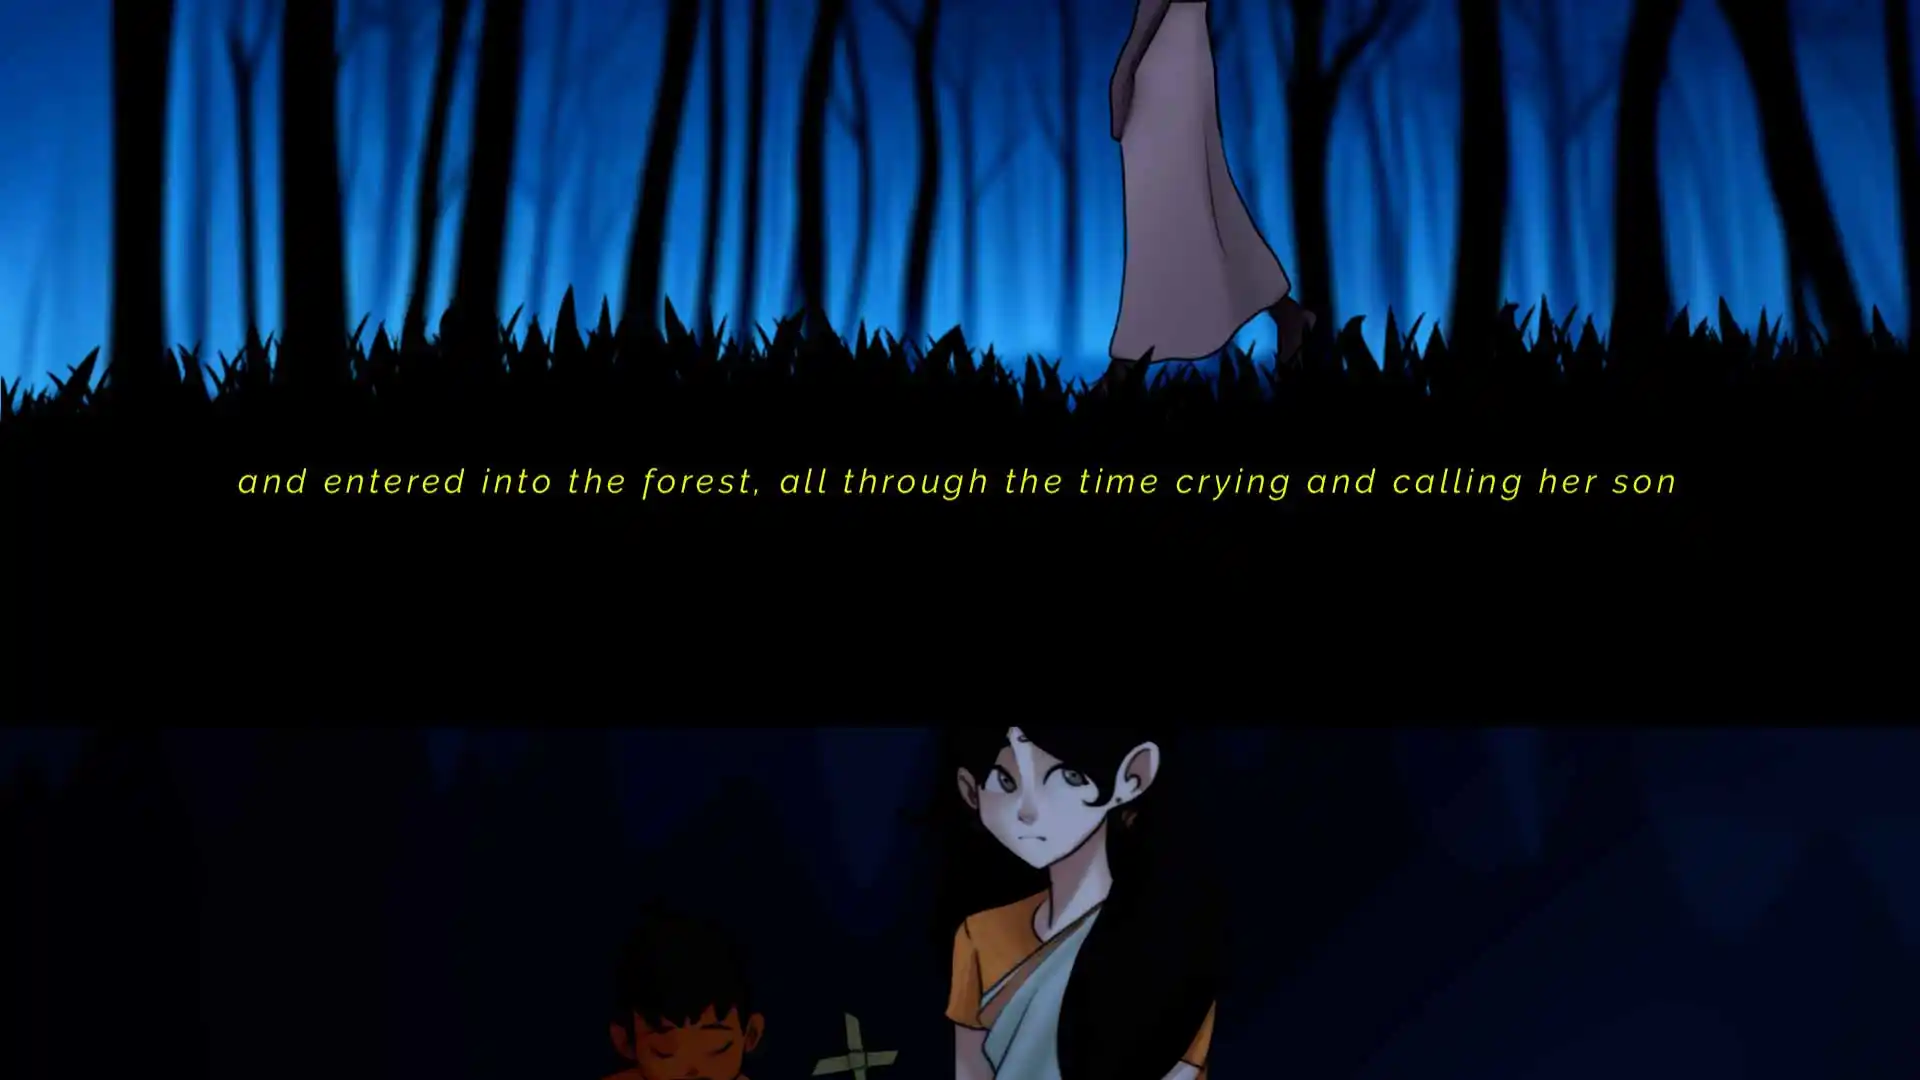 and entered into the forest, all through the time crying and calling her son